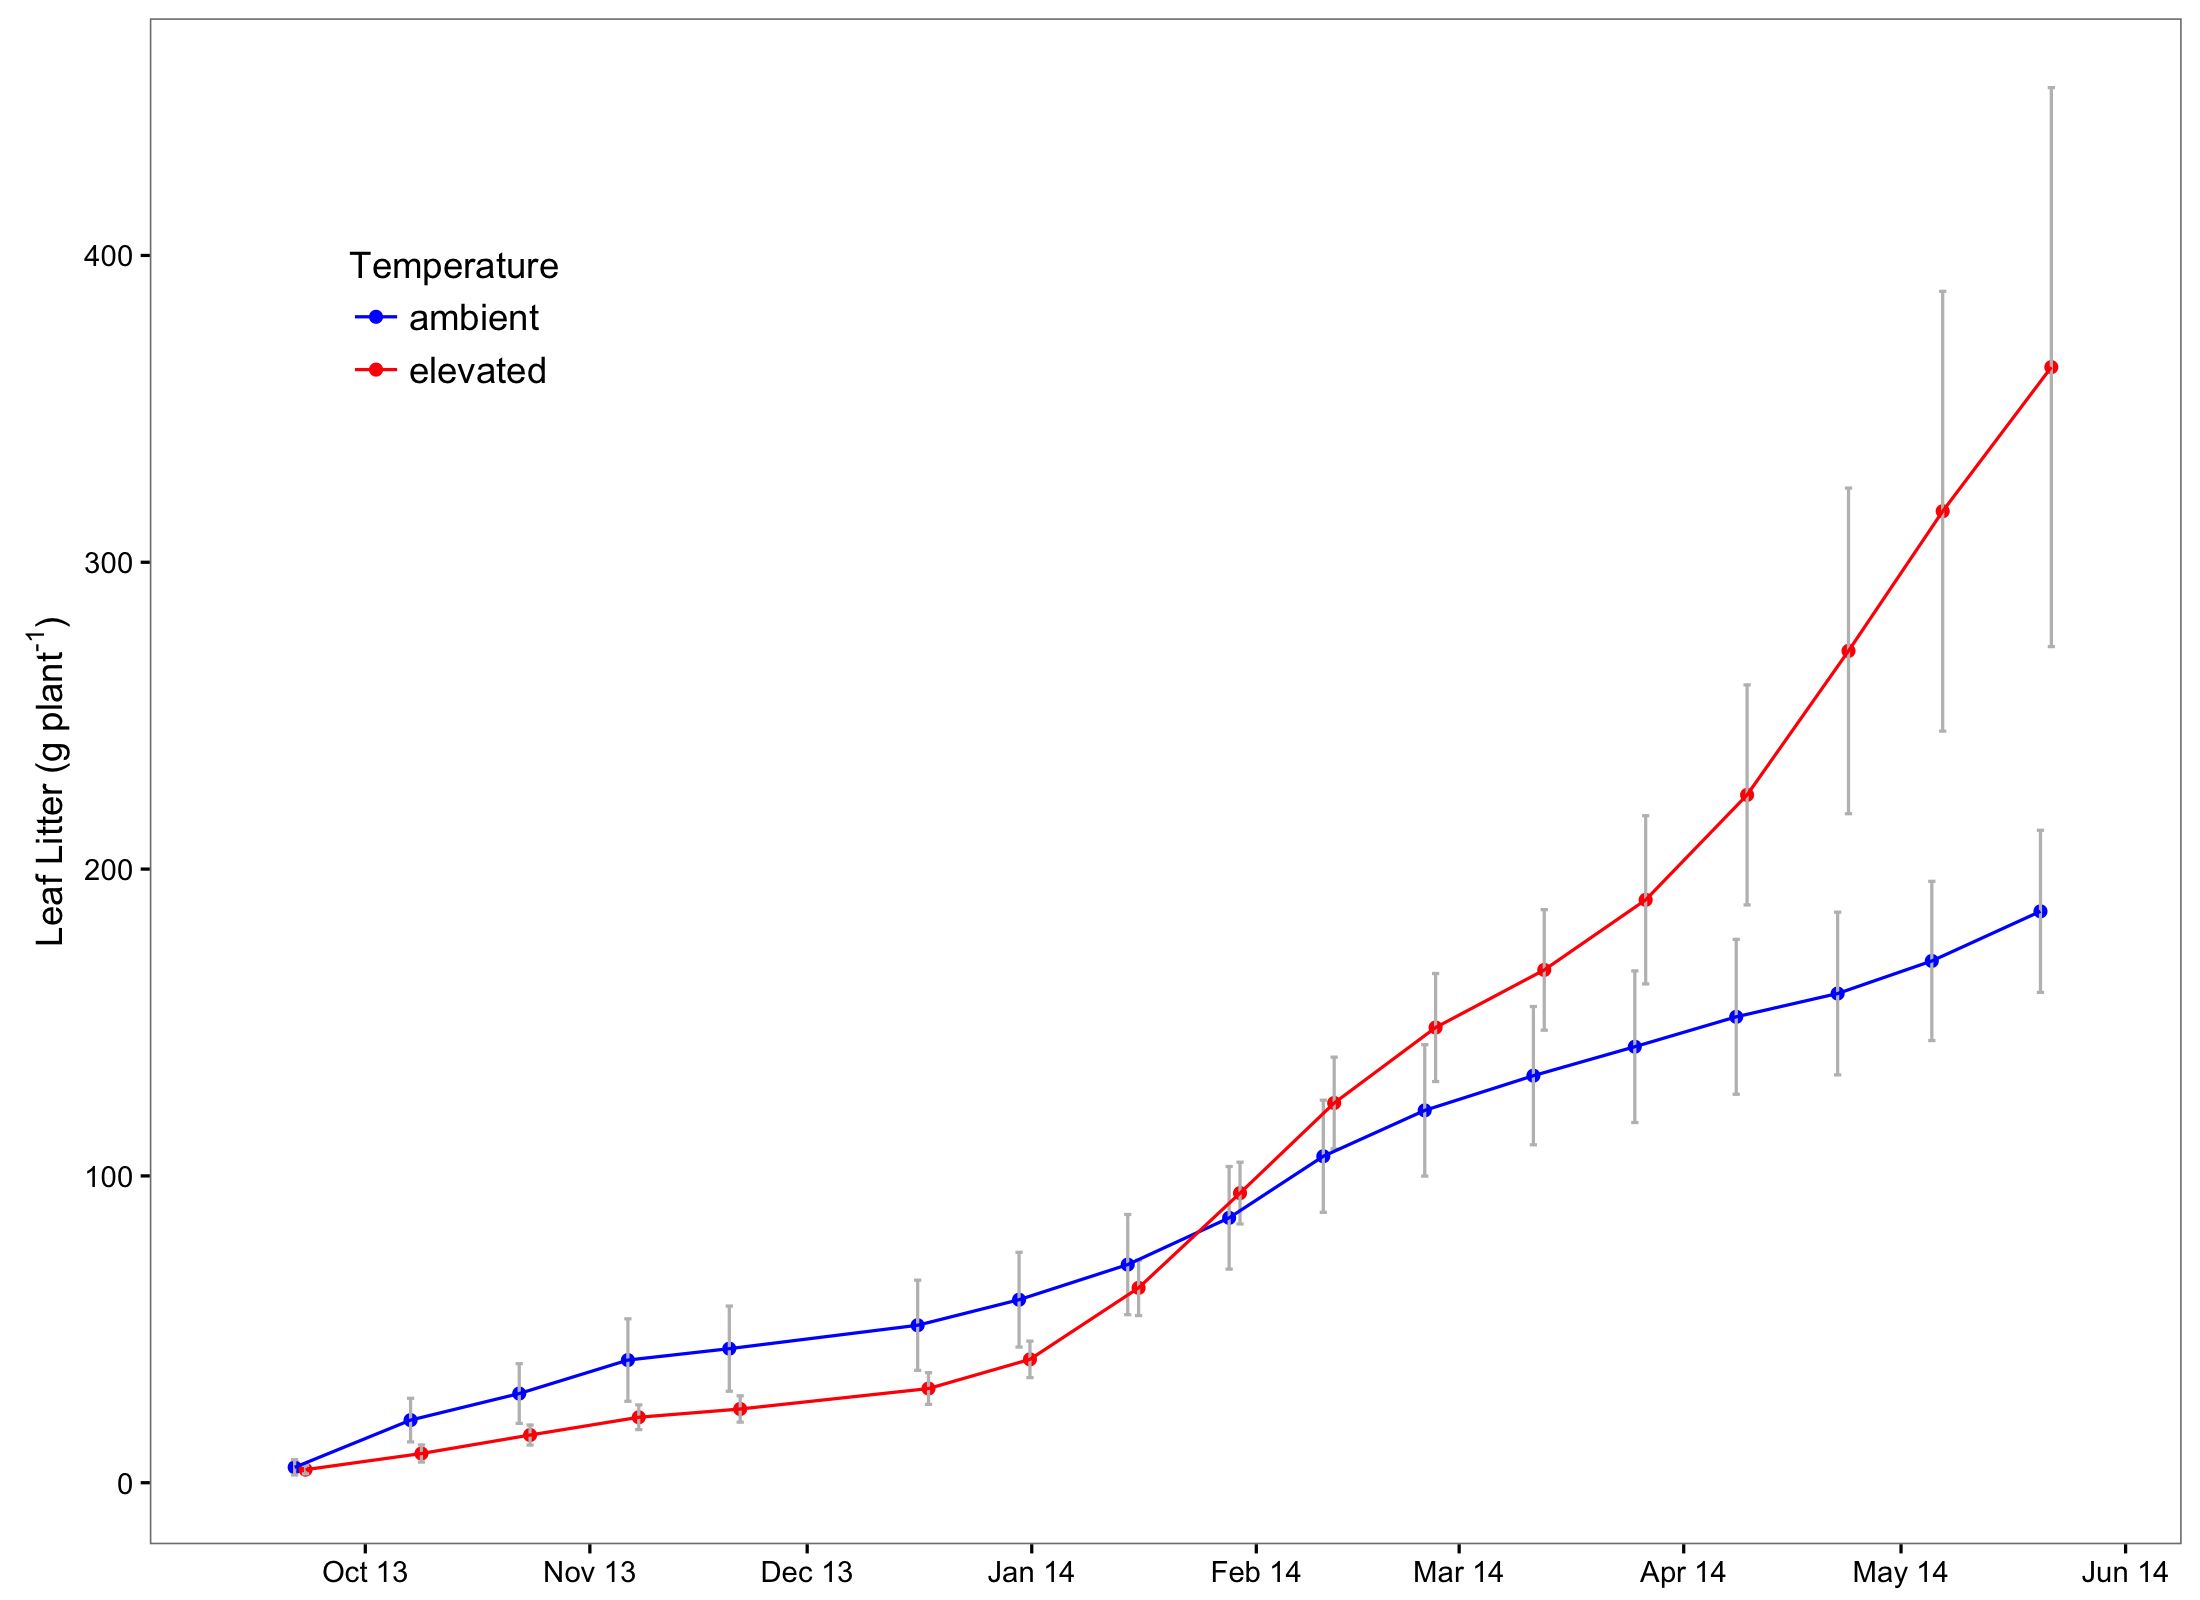 400
300
200
100
0
Leaf Litter (g plant⁻¹)
Temperature
ambient
elevated
Oct 13 Nov 13 Dec 13 Jan 14 Feb 14 Mar 14 Apr 14 May 14 Jun 14